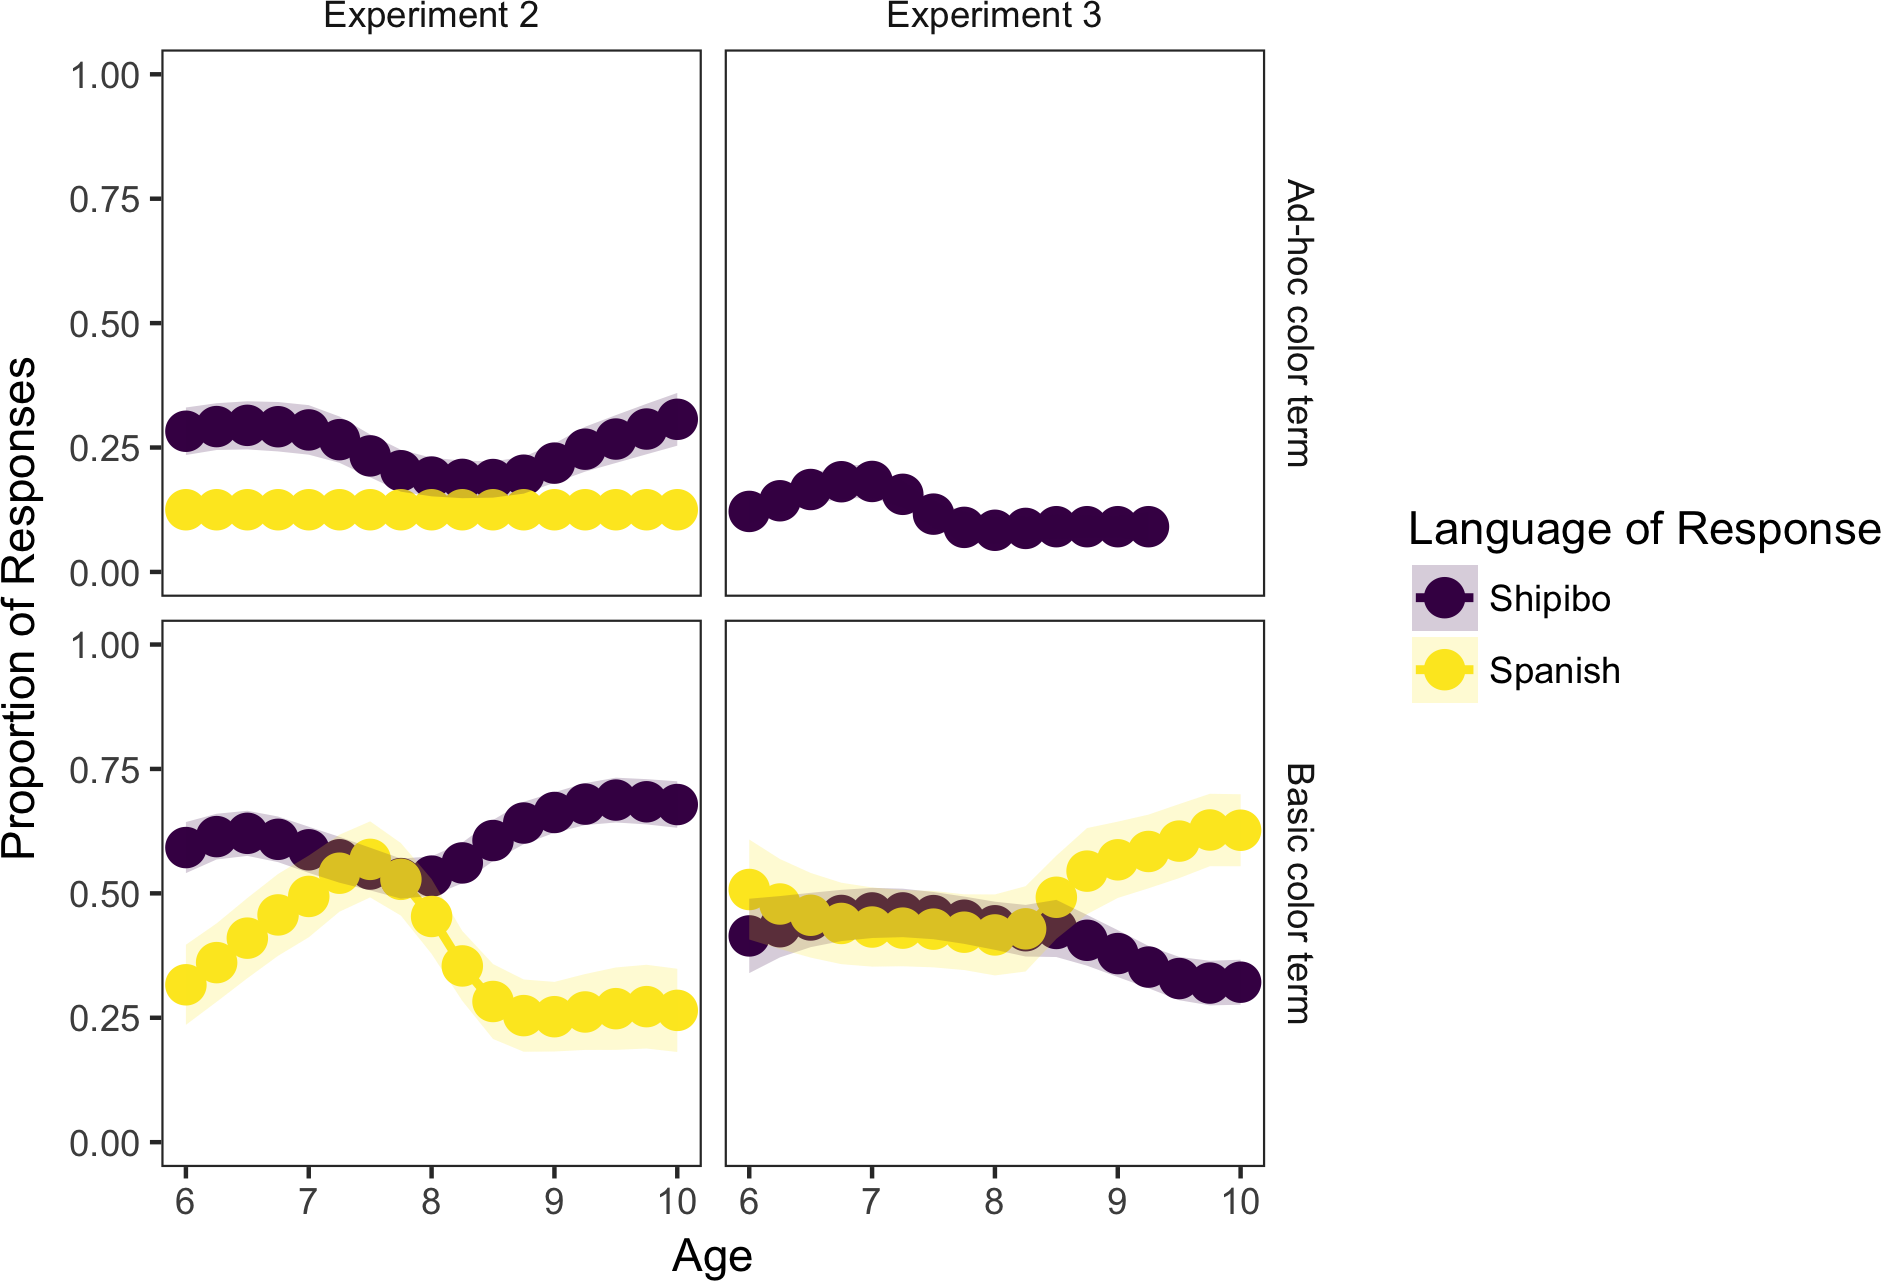 Experiment 2
Experiment 3
1.00
0.75
0.50
0.25
0.00
Ad-hoc color term
1.00
0.75
0.50
0.25
0.00
Basic color term
Proportion of Responses
6 7 8 9 10
6 7 8 9 10
Age
Language of Response
Shipibo
Spanish